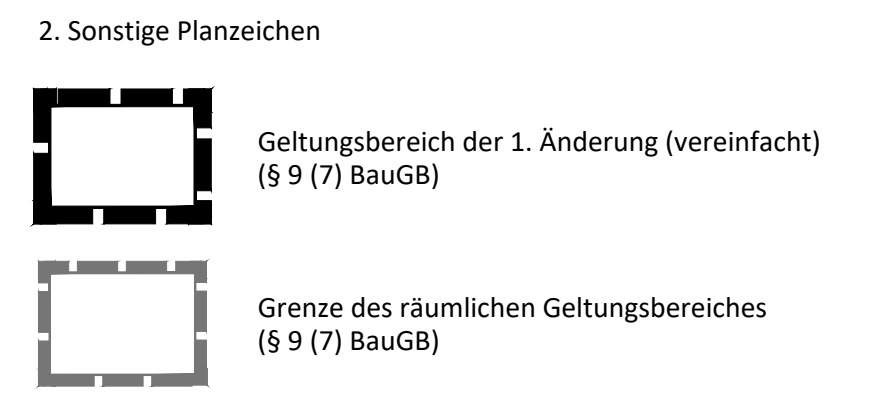 2. Sonstige Planzeichen
Geltungsbereich der 1. Änderung (vereinfacht)
(§ 9 (7) BauGB)
Grenze des räumlichen Geltungsbereiches
(§ 9 (7) BauGB)